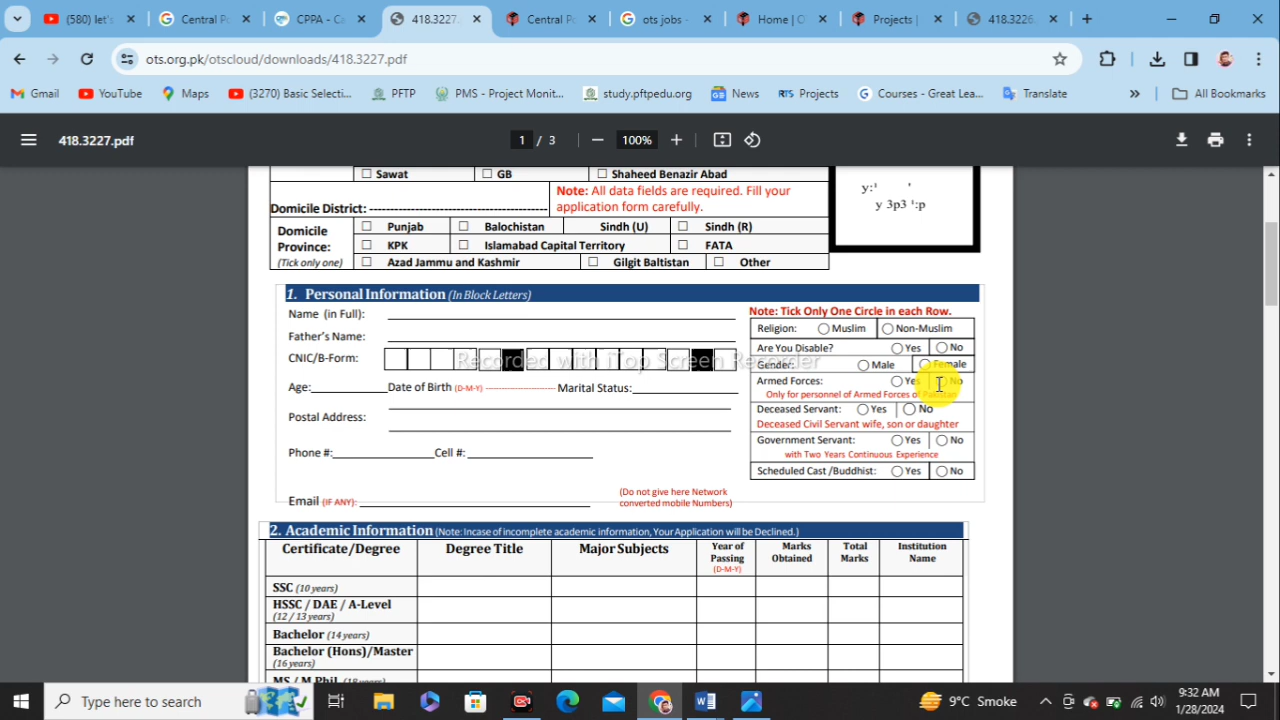 (580) let's
Central Po
CPPA - Ca
418.3227.
Central Po
ots jobs -
Home | O
Projects |
418.3226.
ots.org.pk/otscloud/downloads/418.3227.pdf
Gmail YouTube Maps (3270) Basic Selecti... PFTP PMS - Project Monit... study.pftpedu.org News Projects Courses - Great Lea... Translate » All Bookmarks
418.3227.pdf 1 / 3 100%
Sawat GB Shaheed Benazir Abad
Note: All data fields are required. Fill your
application form carefully.
Domicile District: ------------------------------------------
y:' '
y 3p3 ':p
Domicile
Province:
(Tick only one)
Punjab Balochistan Sindh (U) Sindh (R)
KPK Islamabad Capital Territory FATA
Azad Jammu and Kashmir Gilgit Baltistan Other
1. Personal Information (In Block Letters)
Name (in Full):
Father's Name:
CNIC/B-Form:
Age: Date of Birth (D-M-Y) ------------------ Marital Status:
Postal Address:
Phone #: Cell #:
Email (IF ANY):
(Do not give here Network
converted mobile Numbers)
Note: Tick Only One Circle in each Row.
Religion: Muslim Non-Muslim
Are You Disable? Yes No
Gender: Male Female
Armed Forces: Yes No
Only for personnel of Armed Forces of Pakistan
Deceased Servant: Yes No
Deceased Civil Servant wife, son or daughter
Government Servant: Yes No
with Two Years Continuous Experience
Scheduled Cast /Buddhist: Yes No
Recorded with iTop Screen Recorder
2. Academic Information (Note: Incase of incomplete academic information, Your Application will be Declined.)
Certificate/Degree Degree Title Major Subjects Year of Passing (D-M-Y) Marks Obtained Total Marks Institution Name
SSC (10 years)
HSSC / DAE / A-Level
(12 / 13 years)
Bachelor (14 years)
Bachelor (Hons)/Master
(16 years)
MS / M Phil (18 years)
Type here to search
9°C Smoke
9:32 AM
1/28/2024